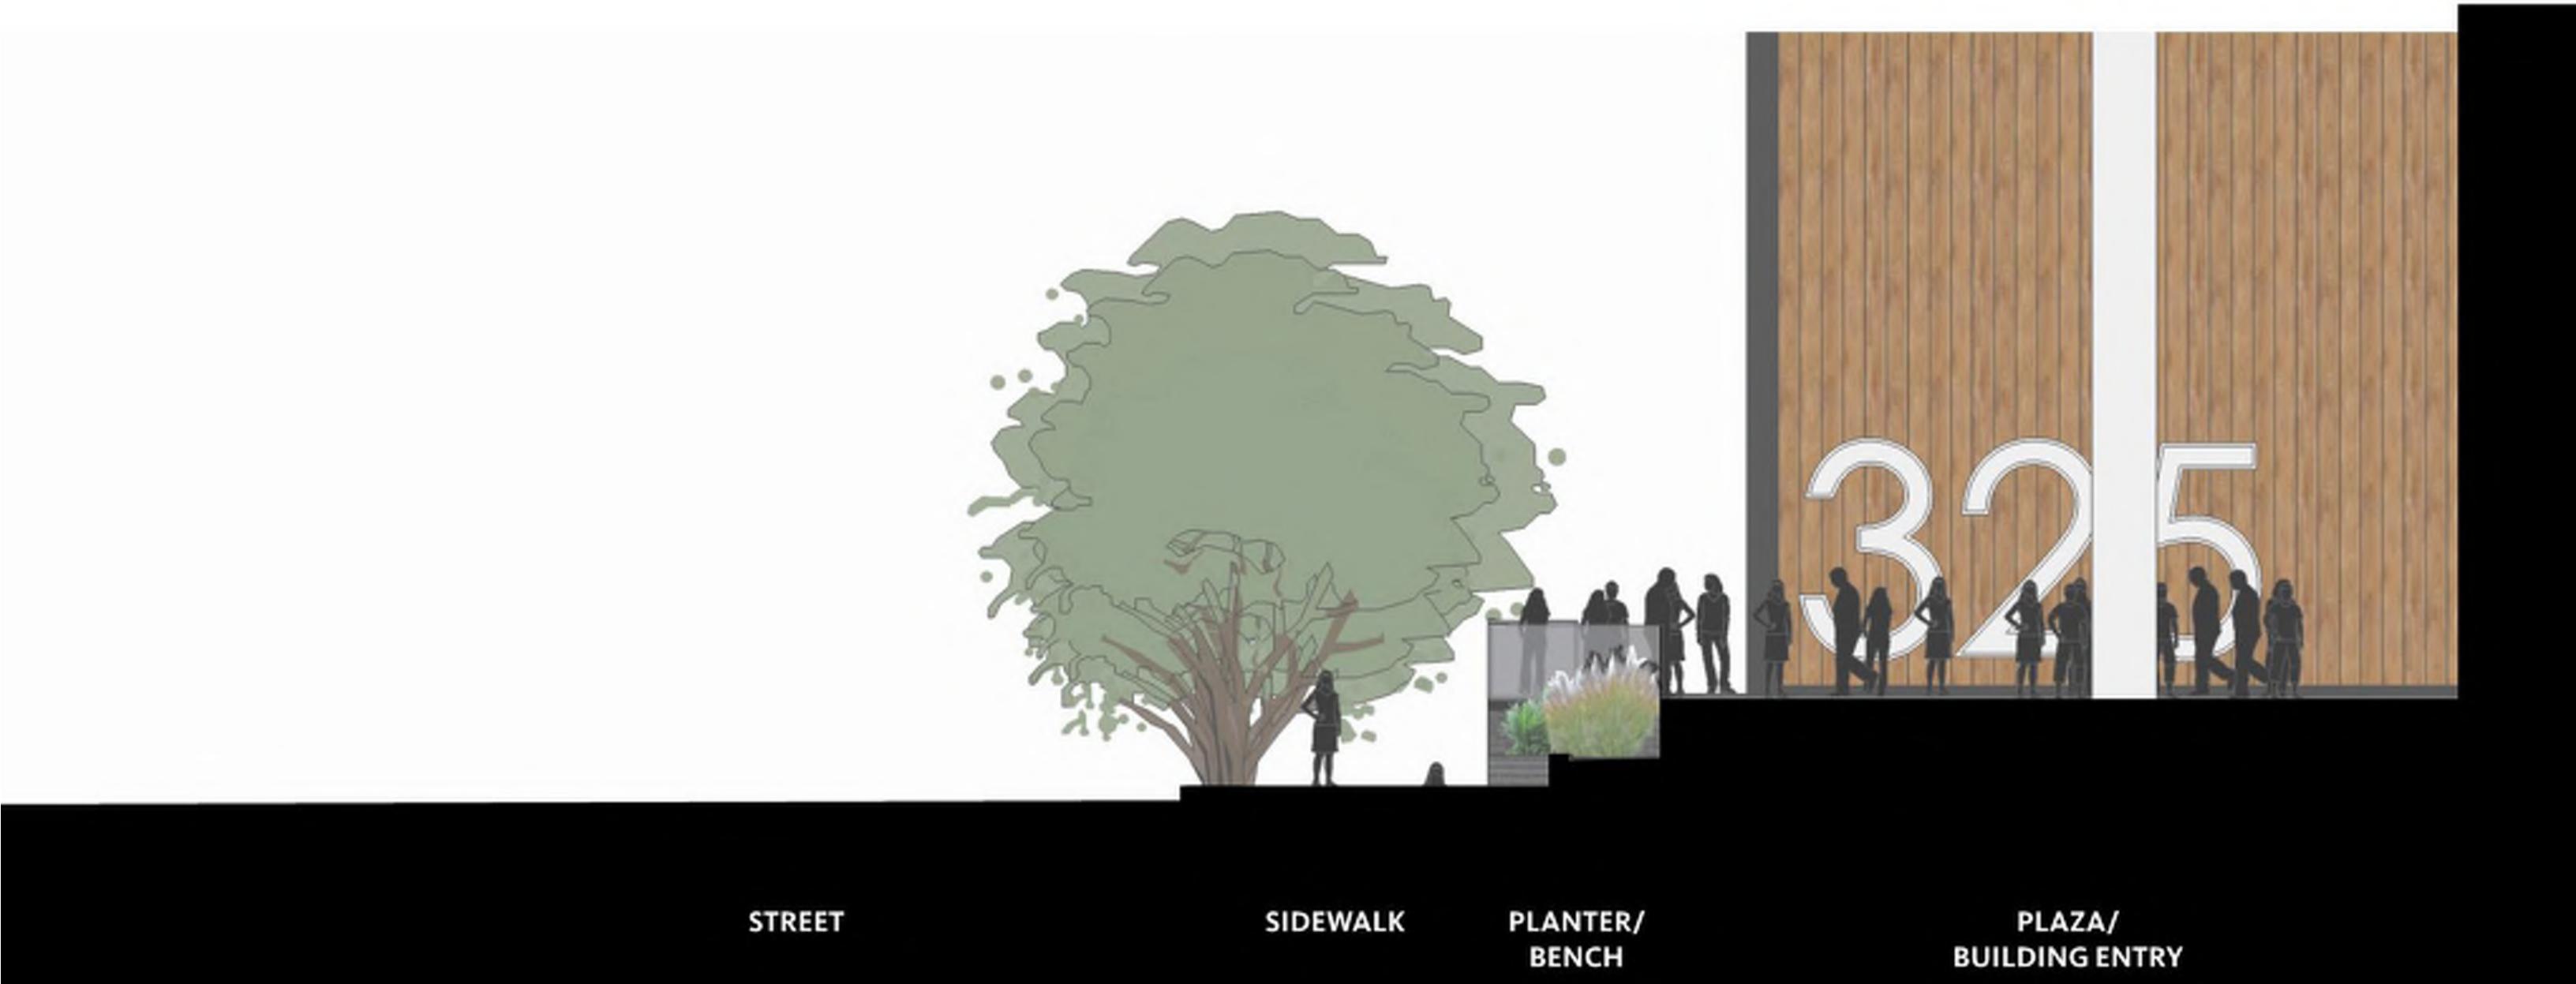 325
STREET
SIDEWALK
PLANTER/
BENCH
PLAZA/
BUILDING ENTRY